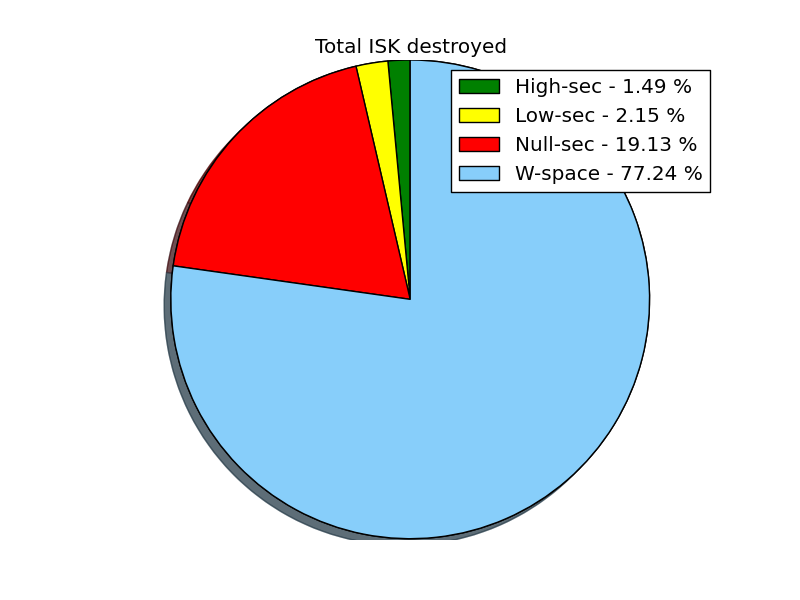 Total ISK destroyed
High-sec - 1.49 %
Low-sec - 2.15 %
Null-sec - 19.13 %
W-space - 77.24 %